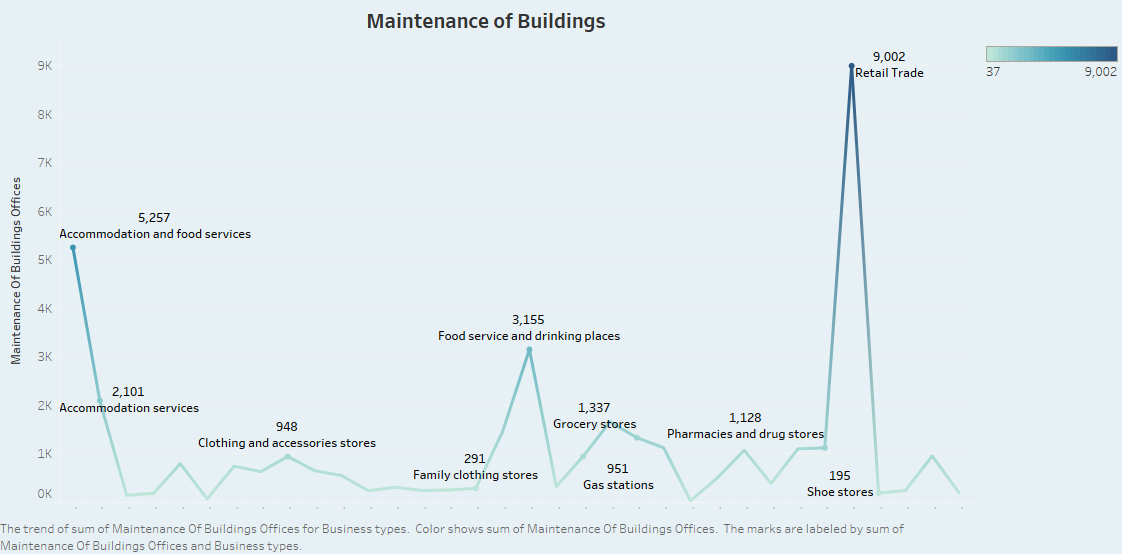 Maintenance of Buildings
37
9,002
Maintenance Of Buildings Offices
9K
8K
7K
6K
5K
4K
3K
2K
1K
0K
9,002
Retail Trade
5,257
Accommodation and food services
3,155
Food service and drinking places
2,101
Accommodation services
1,337
Grocery stores
1,128
Pharmacies and drug stores
948
Clothing and accessories stores
291
Family clothing stores
951
Gas stations
195
Shoe stores
The trend of sum of Maintenance Of Buildings Offices for Business types.  Color shows sum of Maintenance Of Buildings Offices.  The marks are labeled by sum of
Maintenance Of Buildings Offices and Business types.